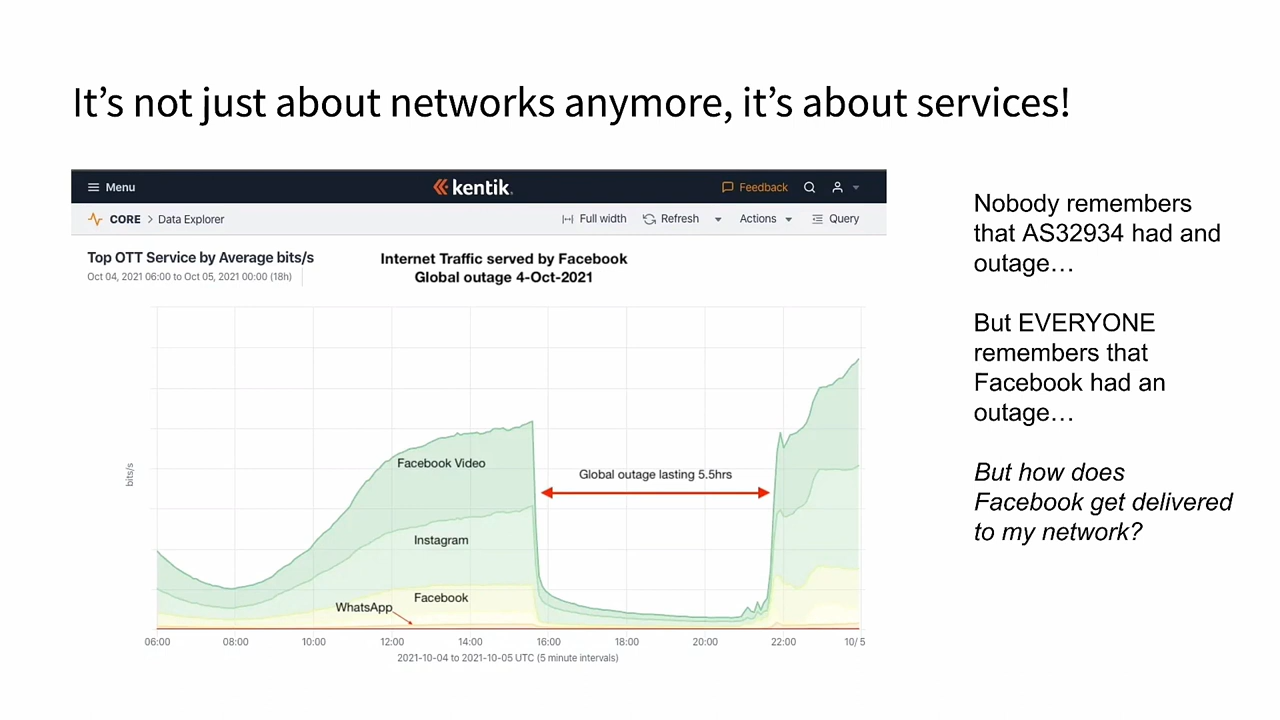 It’s not just about networks anymore, it’s about services!
Menu
kentik.
Feedback
CORE > Data Explorer
Full width
Refresh
Actions
Query
Top OTT Service by Average bits/s
Oct 04, 2021 06:00 to Oct 05, 2021 00:00 (18h)
Internet Traffic served by Facebook
Global outage 4-Oct-2021
bits/s
Facebook Video
Global outage lasting 5.5hrs
Instagram
Facebook
WhatsApp
06:00 08:00 10:00 12:00 14:00 16:00 18:00 20:00 22:00 10/ 5
2021-10-04 to 2021-10-05 UTC (5 minute intervals)
Nobody remembers
that AS32934 had and
outage…
But EVERYONE
remembers that
Facebook had an
outage…
But how does
Facebook get delivered
to my network?